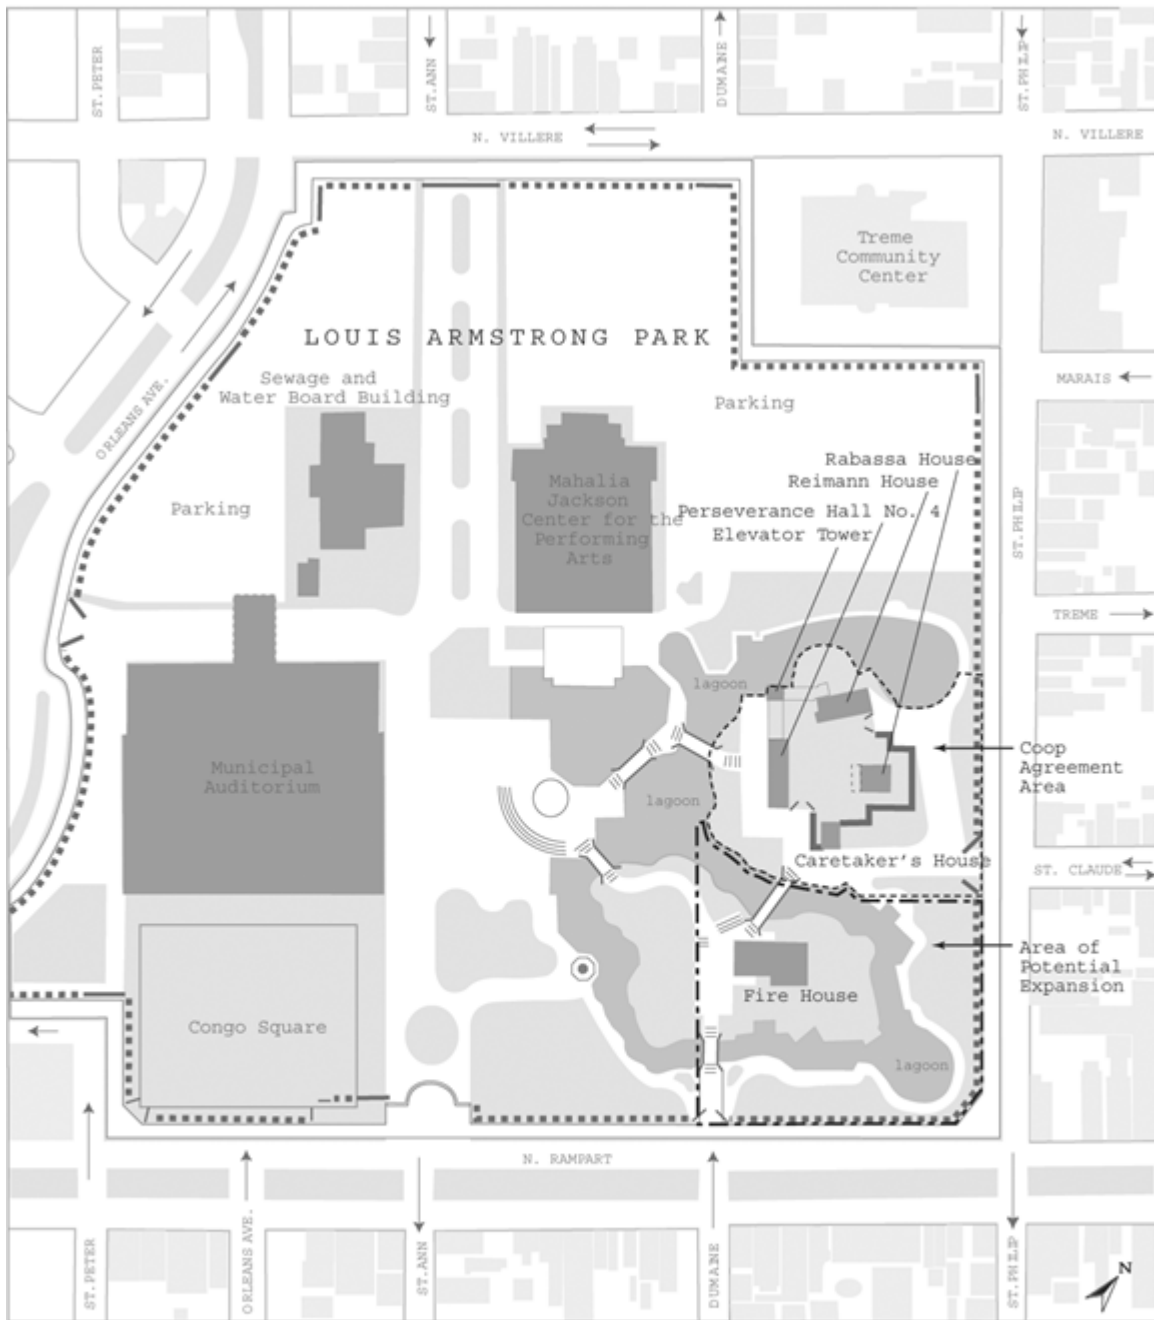 ST.PETER
ST.ANN
DUMAINE
ST.PHILIP
N. VILLERE
N. VILLERE
Treme
Community
Center
LOUIS ARMSTRONG PARK
ORLEANS AVE.
Sewage and
Water Board Building
Parking
MARAIS
Parking
Mahalia
Jackson
Center for the
Performing
Arts
Rabassa House
Reimann House
Perseverance Hall No. 4
Elevator Tower
ST.PHILIP
TREME
lagoon
Municipal
Auditorium
lagoon
Coop
Agreement
Area
Caretaker's House
ST. CLAUDE
Area of
Potential
Expansion
Fire House
Congo Square
lagoon
N. RAMPART
ST.PETER
ORLEANS AVE.
ST.ANN
DUMAINE
ST.PHILIP
N